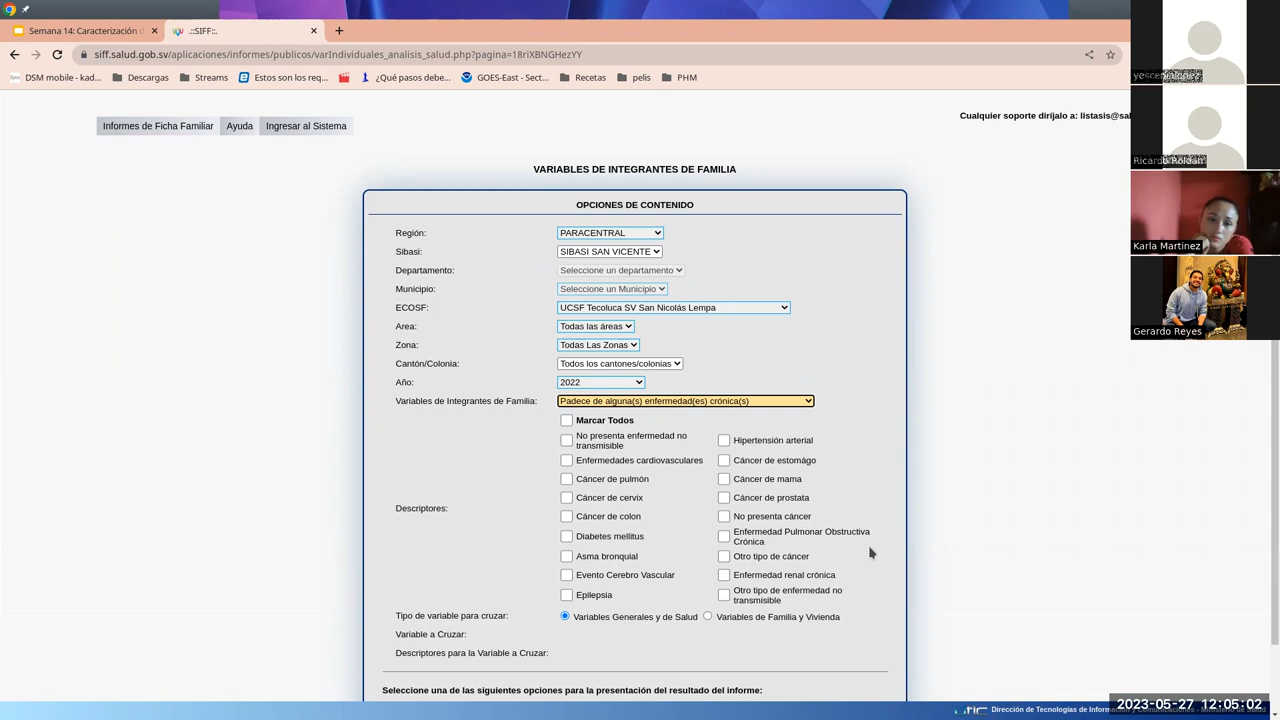 Semana 14: Caracterización d
.::SIFF::.
siff.salud.gob.sv/aplicaciones/informes/publicos/varIndividuales_analisis_salud.php?pagina=18riXBNGHezYY
DSM mobile - kad...
Descargas
Streams
Estos son los req...
¿Qué pasos debe...
GOES-East - Sect...
Recetas
pelis
PHM
Informes de Ficha Familiar
Ayuda
Ingresar al Sistema
Cualquier soporte diríjalo a: listasis@sal
VARIABLES DE INTEGRANTES DE FAMILIA
OPCIONES DE CONTENIDO
Región: PARACENTRAL
Sibasi: SIBASI SAN VICENTE
Departamento: Seleccione un departamento
Municipio: Seleccione un Municipio
ECOSF: UCSF Tecoluca SV San Nicolás Lempa
Area: Todas las áreas
Zona: Todas Las Zonas
Cantón/Colonia: Todos los cantones/colonias
Año: 2022
Variables de Integrantes de Familia: Padece de alguna(s) enfermedad(es) crónica(s)
Marcar Todos
No presenta enfermedad no transmisible
Hipertensión arterial
Enfermedades cardiovasculares
Cáncer de estomágo
Cáncer de pulmón
Cáncer de mama
Cáncer de cervix
Cáncer de prostata
Descriptores:
Cáncer de colon
No presenta cáncer
Diabetes mellitus
Enfermedad Pulmonar Obstructiva Crónica
Asma bronquial
Otro tipo de cáncer
Evento Cerebro Vascular
Enfermedad renal crónica
Epilepsia
Otro tipo de enfermedad no transmisible
Tipo de variable para cruzar: Variables Generales y de Salud Variables de Familia y Vivienda
Variable a Cruzar:
Descriptores para la Variable a Cruzar:
Seleccione una de las siguientes opciones para la presentación del resultado del informe:
yescenia lopez
Ricardo Roldan
Karla Martinez
Gerardo Reyes
Dirección de Tecnologías de Información y Comunicaciones - Ministerio de Salud
2023-05-27 12:05:02